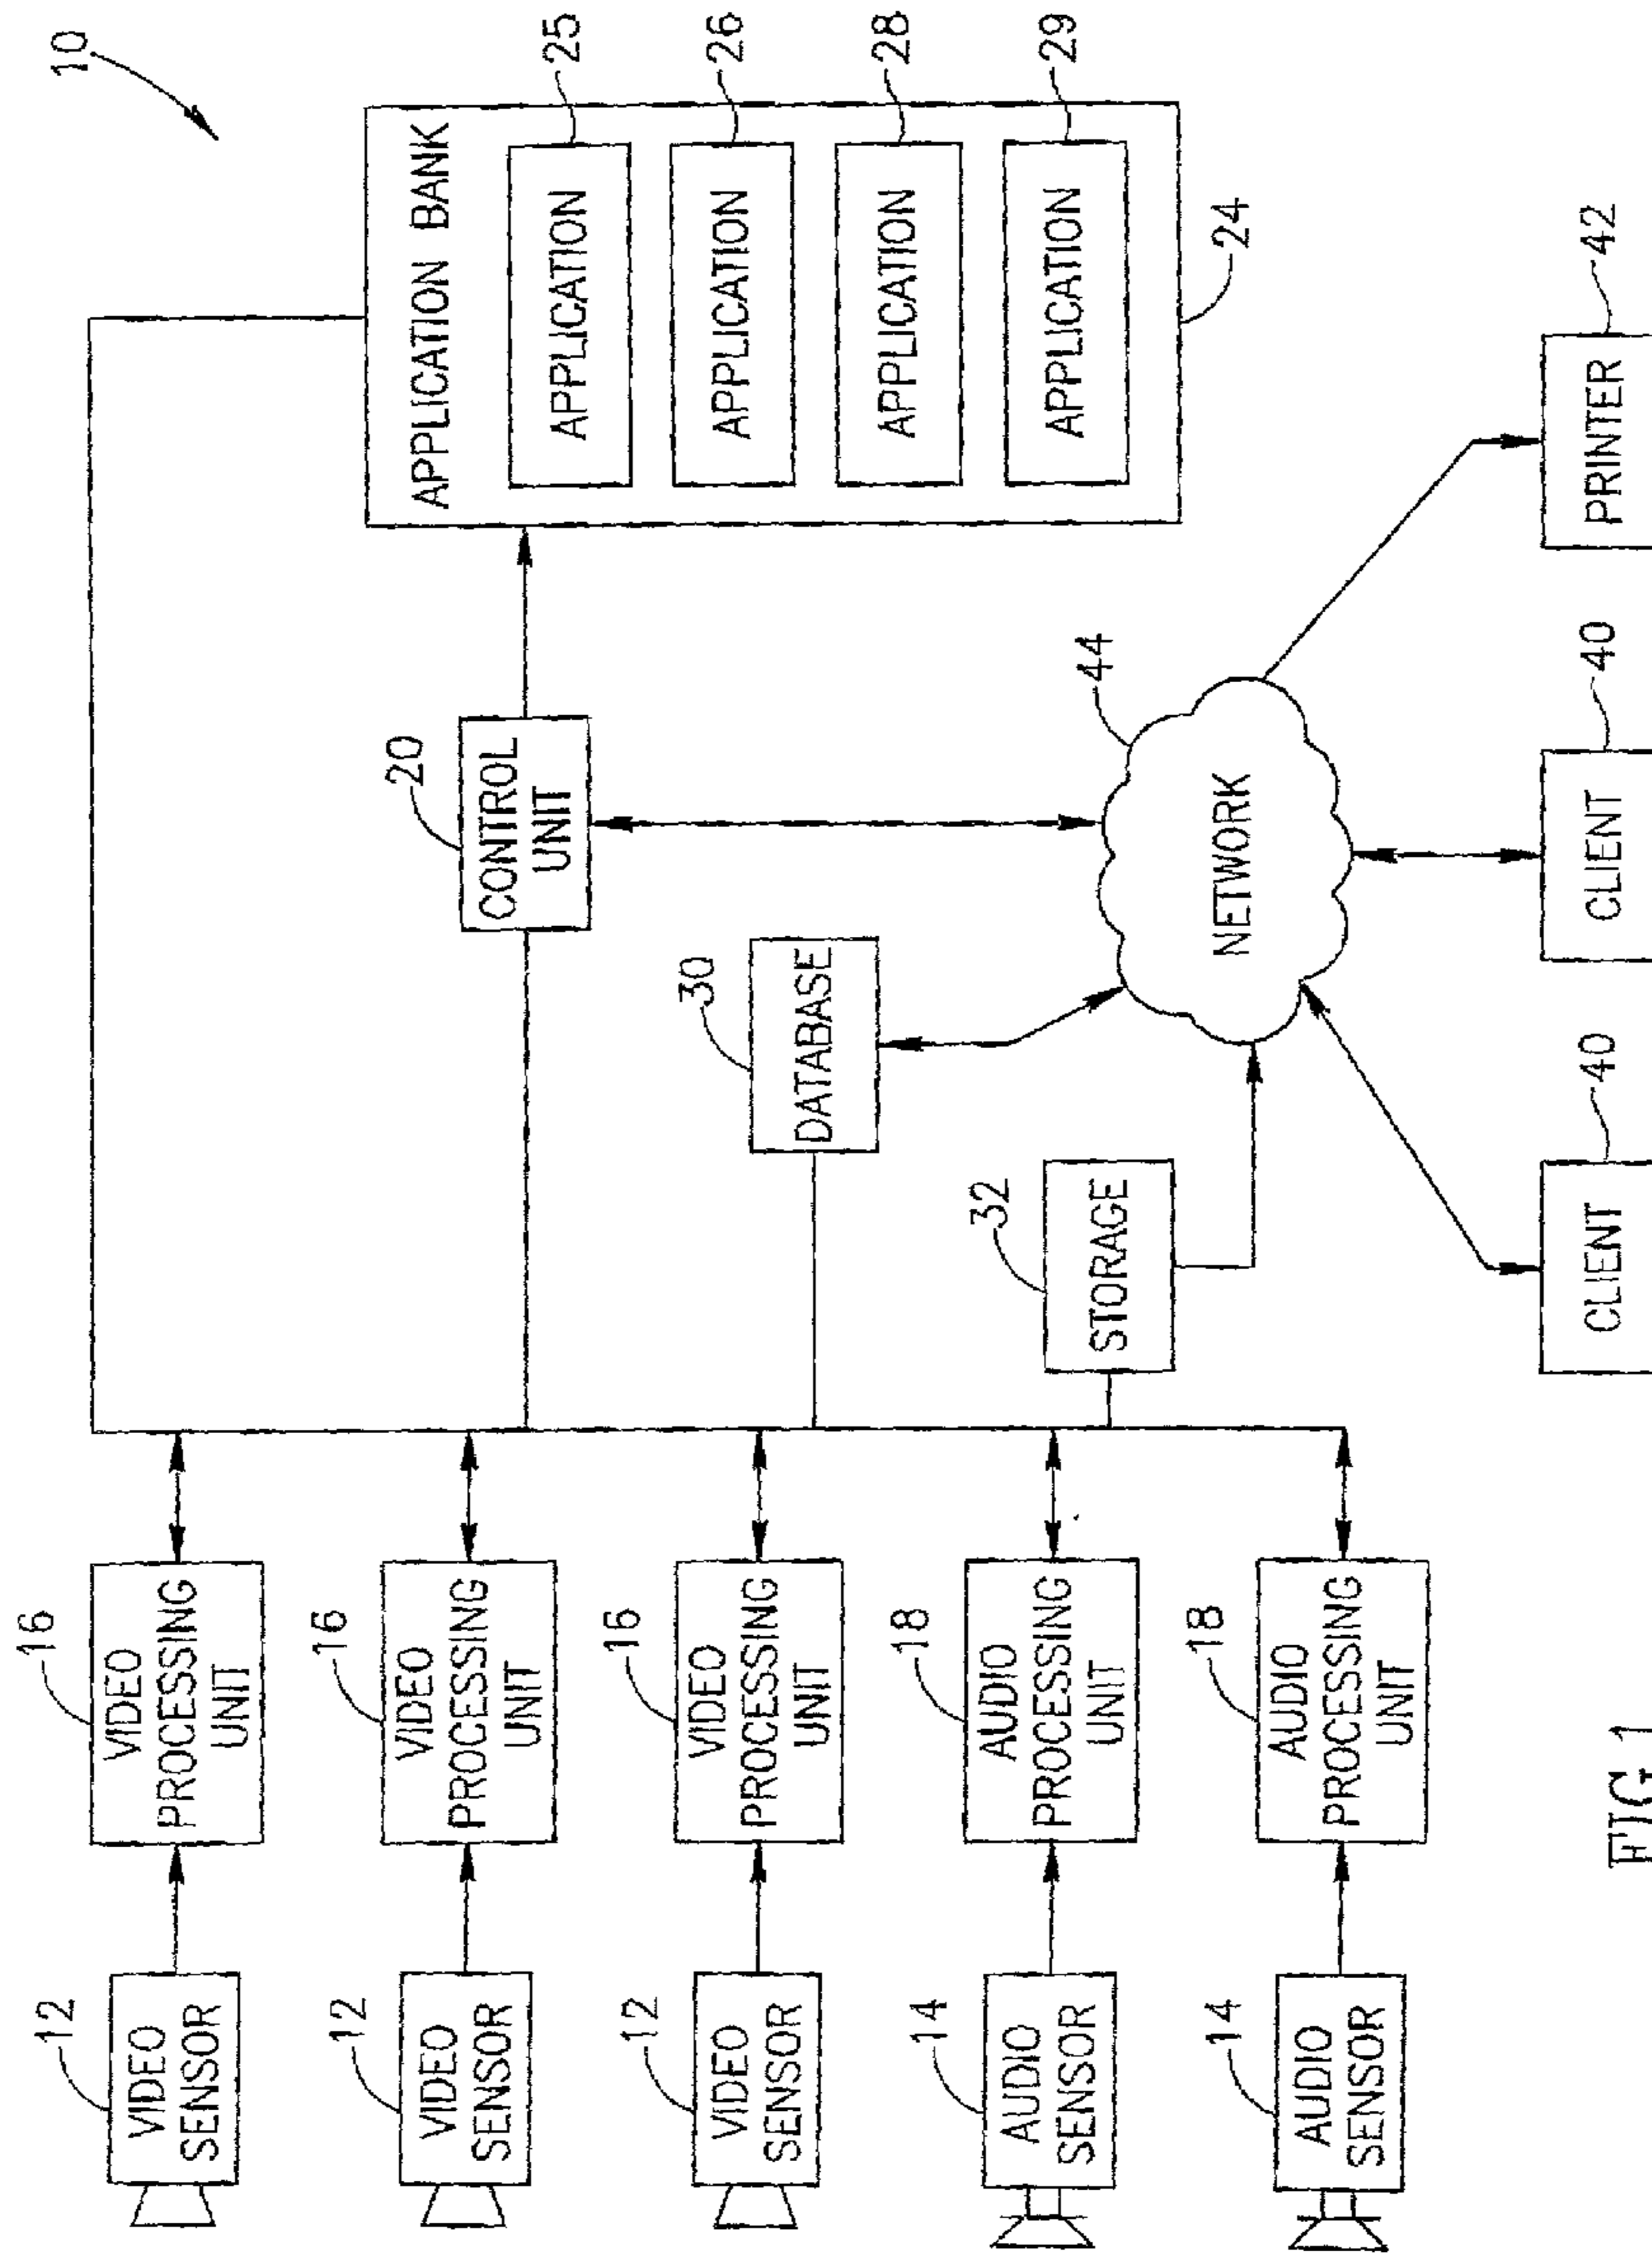 10
APPLICATION BANK
APPLICATION
25
APPLICATION
26
APPLICATION
28
APPLICATION
29
24
20
CONTROL
UNIT
30
DATABASE
32
STORAGE
44
NETWORK
16
VIDEO
PROCESSING
UNIT
12
VIDEO
SENSOR
16
VIDEO
PROCESSING
UNIT
12
VIDEO
SENSOR
16
VIDEO
PROCESSING
UNIT
12
VIDEO
SENSOR
18
AUDIO
PROCESSING
UNIT
14
AUDIO
SENSOR
18
AUDIO
PROCESSING
UNIT
14
AUDIO
SENSOR
40
CLIENT
40
CLIENT
42
PRINTER
FIG.1